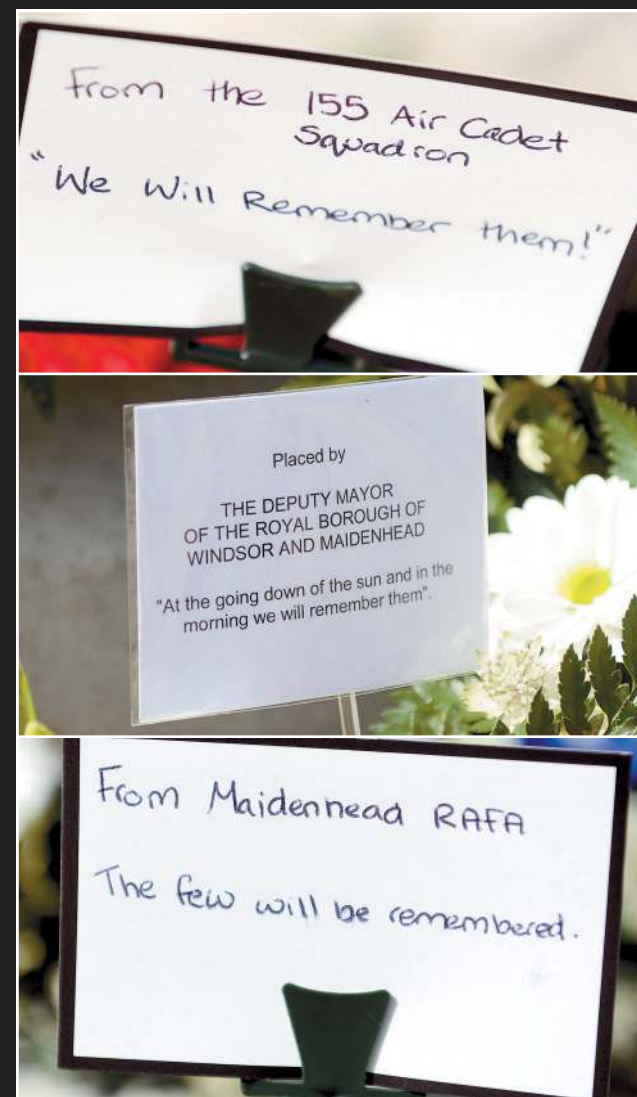 From the 155 Air Cadet
Squadron
"We Will Remember them!"
Placed by
THE DEPUTY MAYOR
OF THE ROYAL BOROUGH OF
WINDSOR AND MAIDENHEAD
"At the going down of the sun and in the
morning we will remember them".
From Maidenhead RAFA
The few will be remembered.